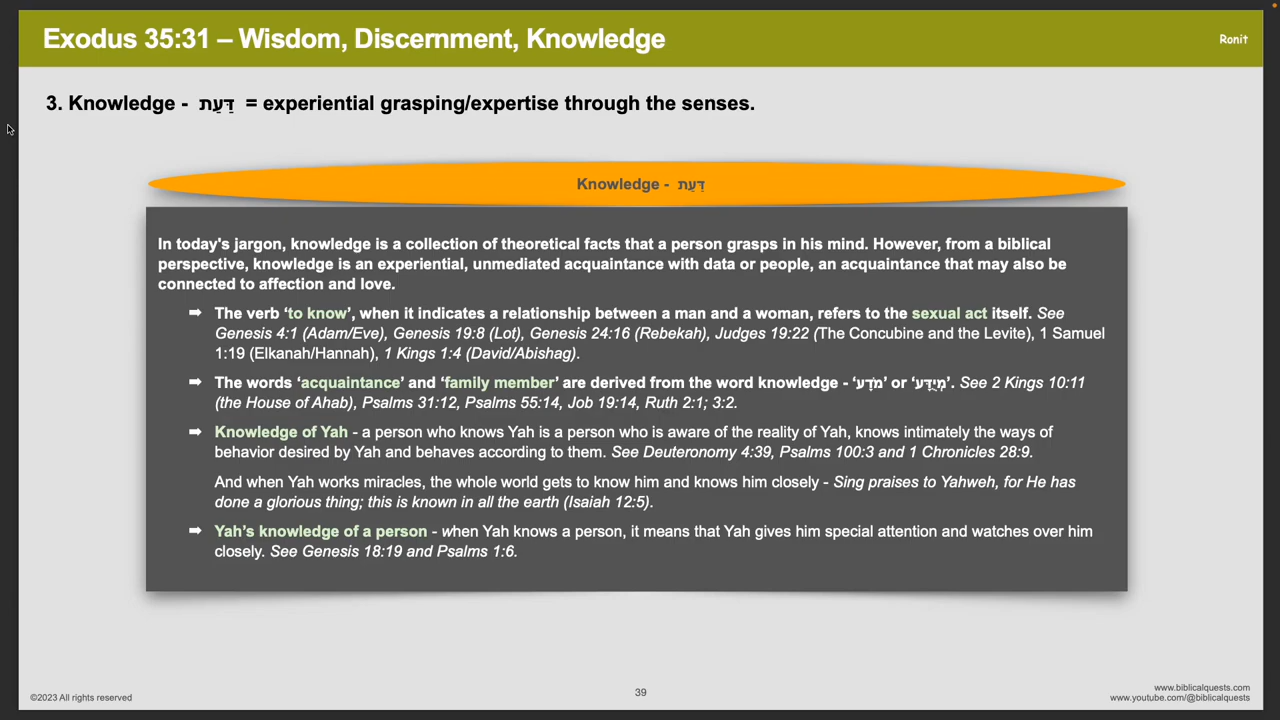 Exodus 35:31 – Wisdom, Discernment, Knowledge
Ronit
3. Knowledge - דַּעַת = experiential grasping/expertise through the senses.
Knowledge - דַּעַת
In today's jargon, knowledge is a collection of theoretical facts that a person grasps in his mind. However, from a biblical
perspective, knowledge is an experiential, unmediated acquaintance with data or people, an acquaintance that may also be
connected to affection and love.
➡ The verb ‘to know’, when it indicates a relationship between a man and a woman, refers to the sexual act itself. See
Genesis 4:1 (Adam/Eve), Genesis 19:8 (Lot), Genesis 24:16 (Rebekah), Judges 19:22 (The Concubine and the Levite), 1 Samuel
1:19 (Elkanah/Hannah), 1 Kings 1:4 (David/Abishag).
➡ The words ‘acquaintance’ and ‘family member’ are derived from the word knowledge - ‘מֹדָע’ or ‘מְיֻדָּע’. See 2 Kings 10:11
(the House of Ahab), Psalms 31:12, Psalms 55:14, Job 19:14, Ruth 2:1; 3:2.
➡ Knowledge of Yah - a person who knows Yah is a person who is aware of the reality of Yah, knows intimately the ways of
behavior desired by Yah and behaves according to them. See Deuteronomy 4:39, Psalms 100:3 and 1 Chronicles 28:9.
And when Yah works miracles, the whole world gets to know him and knows him closely - Sing praises to Yahweh, for He has
done a glorious thing; this is known in all the earth (Isaiah 12:5).
➡ Yah’s knowledge of a person - when Yah knows a person, it means that Yah gives him special attention and watches over him
closely. See Genesis 18:19 and Psalms 1:6.
©2023 All rights reserved
39
www.biblicalquests.com
www.youtube.com/@biblicalquests